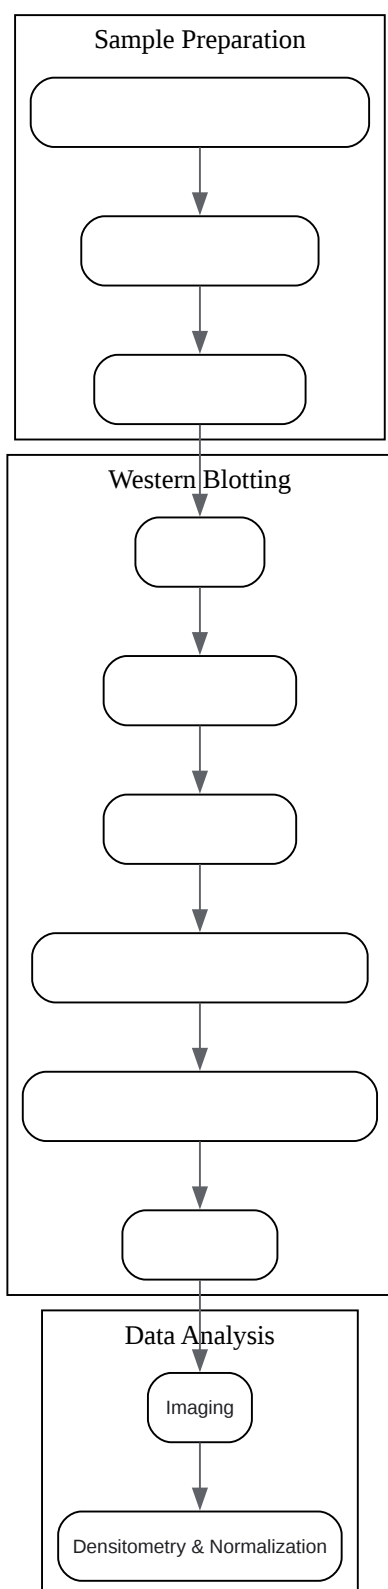 Sample Preparation
Western Blotting
Data Analysis
Imaging
Densitometry & Normalization